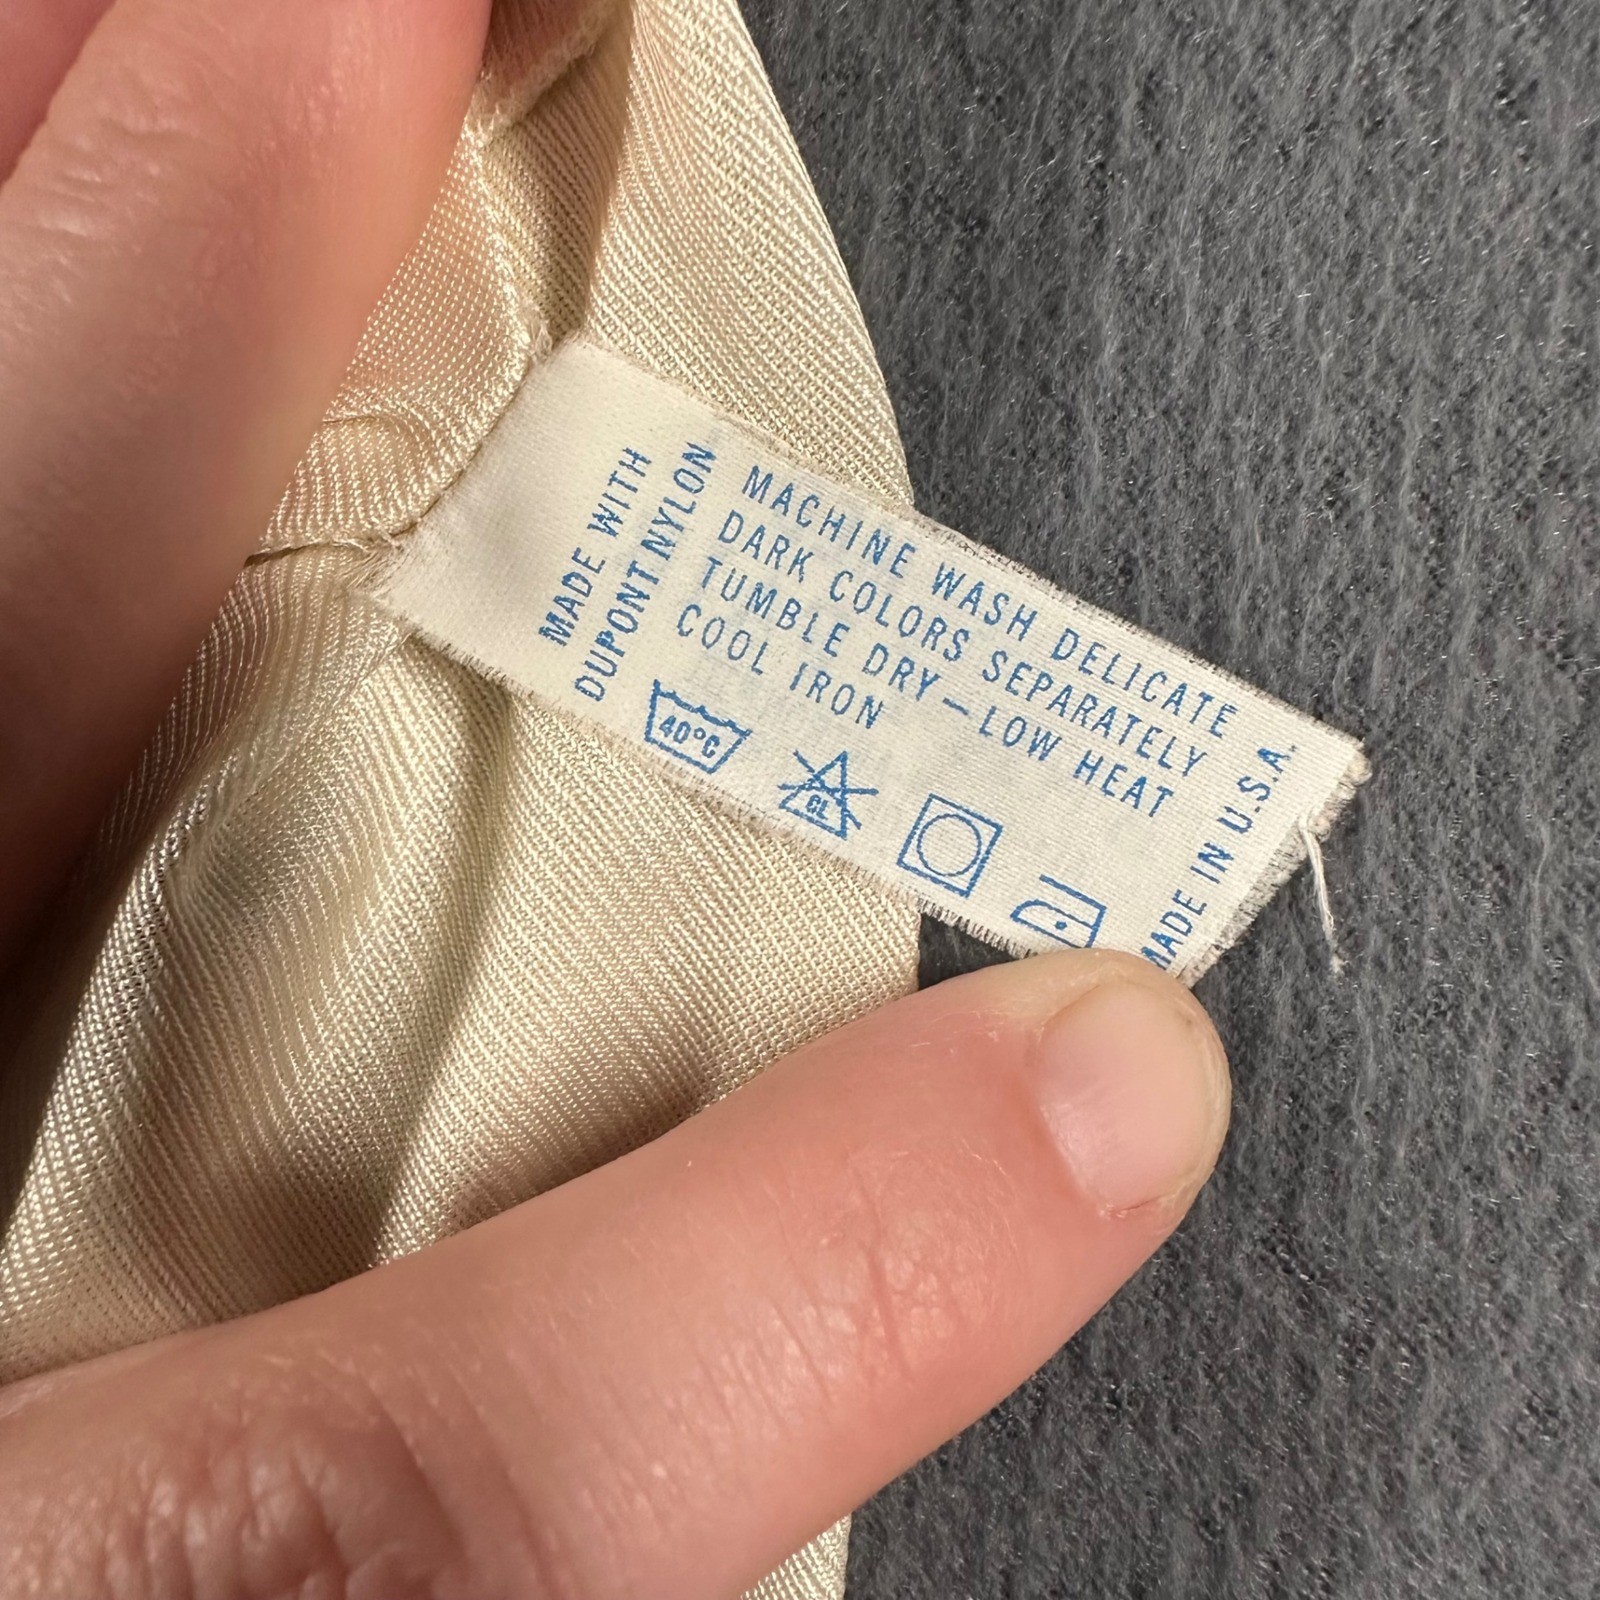 MADE WITH
DUPONT NYLON
MACHINE WASH DELICATE
DARK COLORS SEPARATELY
TUMBLE DRY—LOW HEAT
COOL IRON
40°C
CL
MADE IN U.S.A.